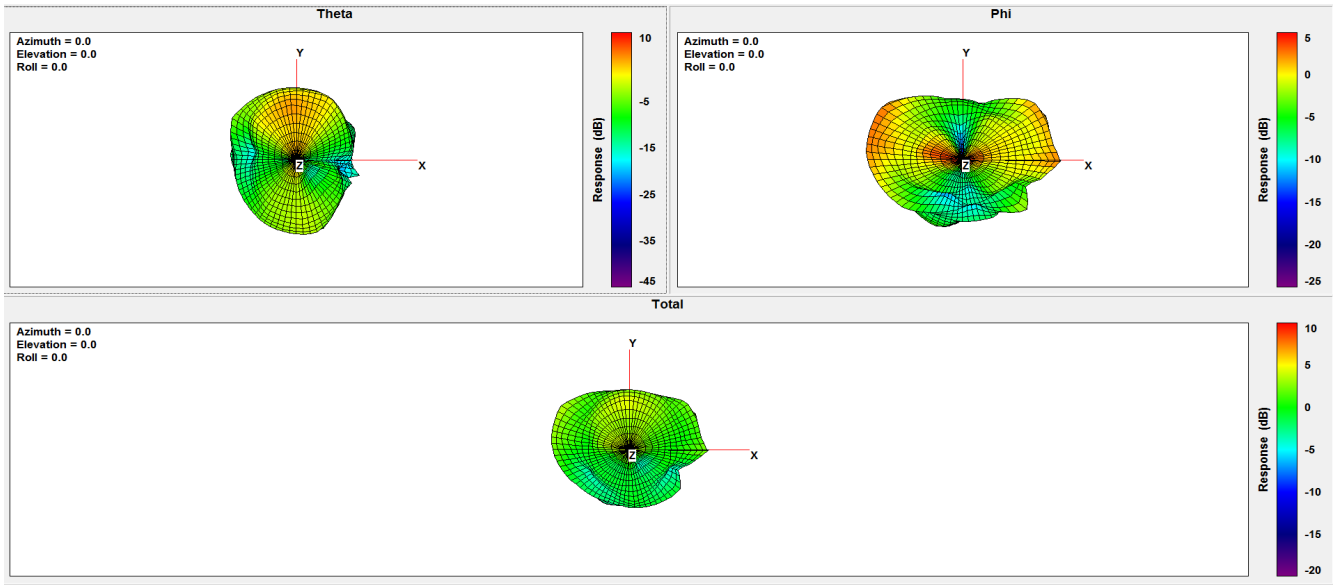 Theta
Azimuth = 0.0
Elevation = 0.0
Roll = 0.0
Y
X
Z
Response (dB)
10
-5
-15
-25
-35
-45
Phi
Azimuth = 0.0
Elevation = 0.0
Roll = 0.0
Y
X
Z
Response (dB)
5
0
-5
-10
-15
-20
-25
Total
Azimuth = 0.0
Elevation = 0.0
Roll = 0.0
Y
X
Z
Response (dB)
10
5
0
-5
-10
-15
-20